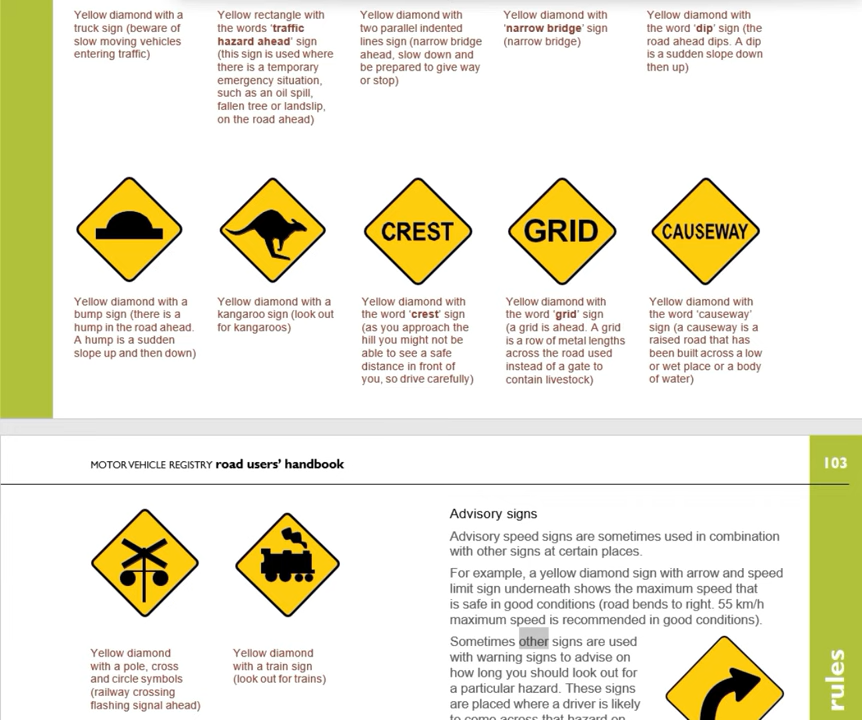 Yellow diamond with a
truck sign (beware of
slow moving vehicles
entering traffic)
Yellow rectangle with
the words ‘traffic
hazard ahead’ sign
(this sign is used where
there is a temporary
emergency situation,
such as an oil spill,
fallen tree or landslip,
on the road ahead)
Yellow diamond with
two parallel indented
lines sign (narrow bridge
ahead, slow down and
be prepared to give way
or stop)
Yellow diamond with
‘narrow bridge’ sign
(narrow bridge)
Yellow diamond with
the word ‘dip’ sign (the
road ahead dips. A dip
is a sudden slope down
then up)
CREST
GRID
CAUSEWAY
Yellow diamond with a
bump sign (there is a
hump in the road ahead.
A hump is a sudden
slope up and then down)
Yellow diamond with a
kangaroo sign (look out
for kangaroos)
Yellow diamond with
the word ‘crest’ sign
(as you approach the
hill you might not be
able to see a safe
distance in front of
you, so drive carefully)
Yellow diamond with
the word ‘grid’ sign
(a grid is ahead. A grid
is a row of metal lengths
across the road used
instead of a gate to
contain livestock)
Yellow diamond with
the word ‘causeway’
sign (a causeway is a
raised road that has
been built across a low
or wet place or a body
of water)
MOTOR VEHICLE REGISTRY road users’ handbook
103
Yellow diamond
with a pole, cross
and circle symbols
(railway crossing
flashing signal ahead)
Yellow diamond
with a train sign
(look out for trains)
Advisory signs
Advisory speed signs are sometimes used in combination
with other signs at certain places.
For example, a yellow diamond sign with arrow and speed
limit sign underneath shows the maximum speed that
is safe in good conditions (road bends to right. 55 km/h
maximum speed is recommended in good conditions).
Sometimes other signs are used
with warning signs to advise on
how long you should look out for
a particular hazard. These signs
are placed where a driver is likely
to come across that hazard on
rules